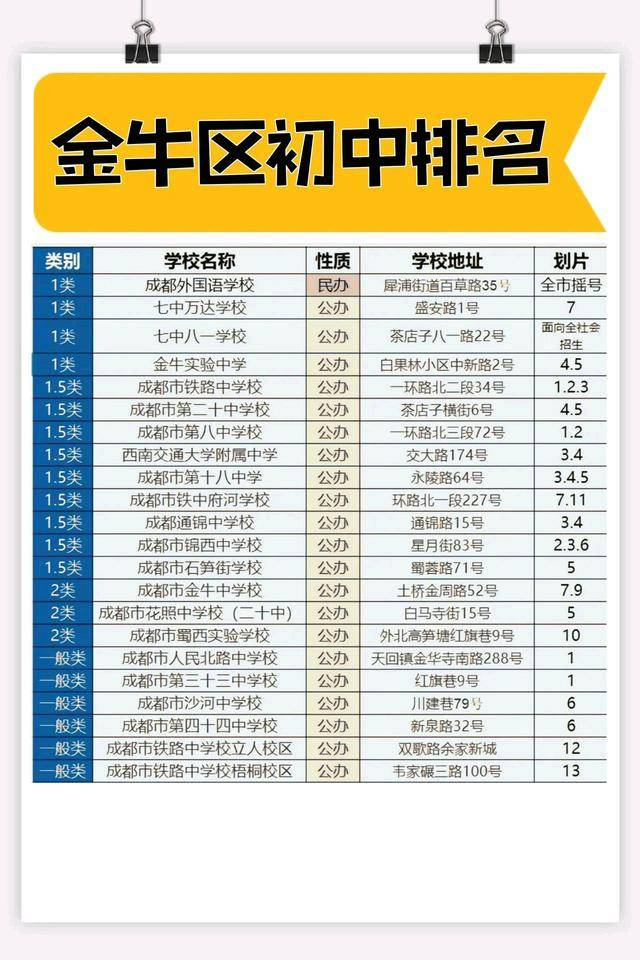 金牛区初中排名
类别 学校名称 性质 学校地址 划片
1类 成都外国语学校 民办 犀浦街道百草路35号 全市摇号
1类 七中万达学校 公办 盛安路1号 7
1类 七中八一学校 公办 茶店子八一路22号 面向全社会招生
1类 金牛实验中学 公办 白果林小区中新路2号 4.5
1.5类 成都市铁路中学校 公办 一环路北二段34号 1.2.3
1.5类 成都市第二十中学校 公办 茶店子横街6号 4.5
1.5类 成都市第八中学校 公办 一环路北三段72号 1.2
1.5类 西南交通大学附属中学 公办 交大路174号 3.4
1.5类 成都市第十八中学 公办 永陵路64号 3.4.5
1.5类 成都市铁中府河学校 公办 环路北一段227号 7.11
1.5类 成都通锦中学校 公办 通锦路15号 3.4
1.5类 成都市锦西中学校 公办 星月街83号 2.3.6
1.5类 成都市石笋街学校 公办 蜀蓉路71号 5
2类 成都市金牛中学校 公办 土桥金周路52号 7.9
2类 成都市花照中学校（二十中） 公办 白马寺街15号 5
2类 成都市蜀西实验学校 公办 外北高笋塘红旗巷9号 10
一般类 成都市人民北路中学校 公办 天回镇金华寺南路288号 1
一般类 成都市第三十三中学校 公办 红旗巷9号 1
一般类 成都市沙河中学校 公办 川建巷79号 6
一般类 成都市第四十四中学校 公办 新泉路32号 6
一般类 成都市铁路中学校立人校区 公办 双歌路余家新城 12
一般类 成都市铁路中学校梧桐校区 公办 韦家碾三路100号 13